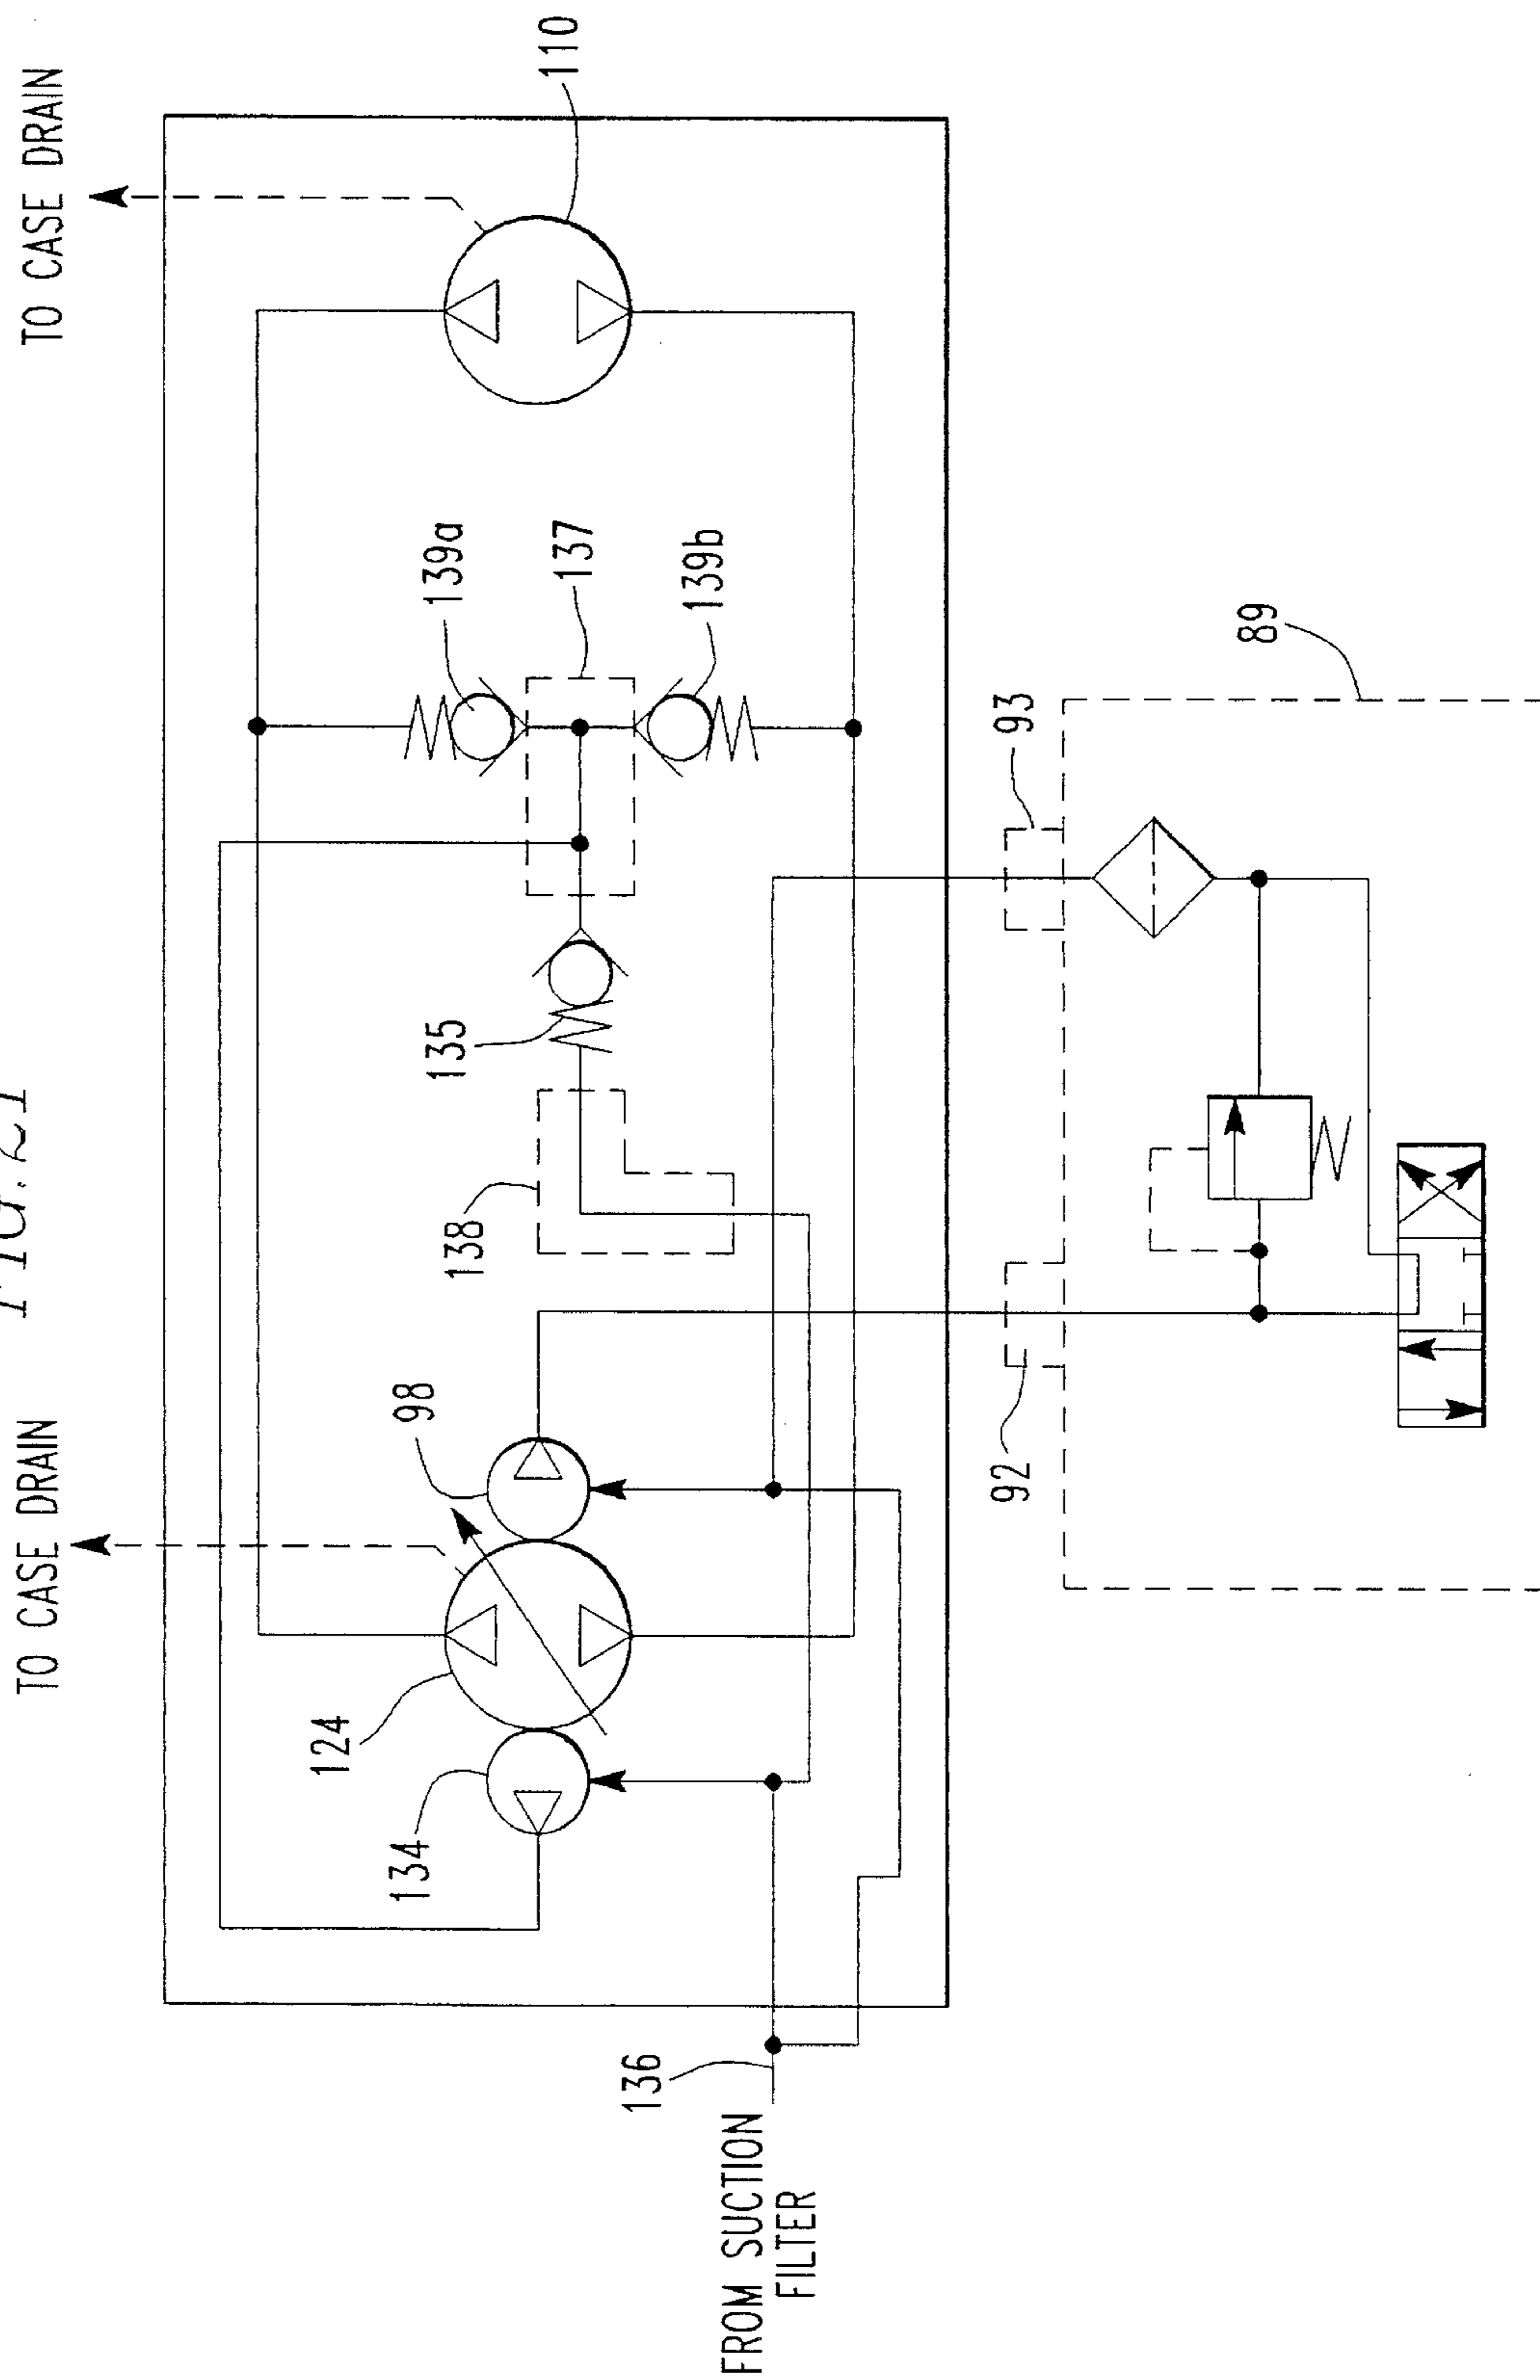 TO CASE DRAIN
TO CASE DRAIN
110
98
124
134
139a
137
139b
135
138
136
FROM SUCTION
FILTER
93
89
92